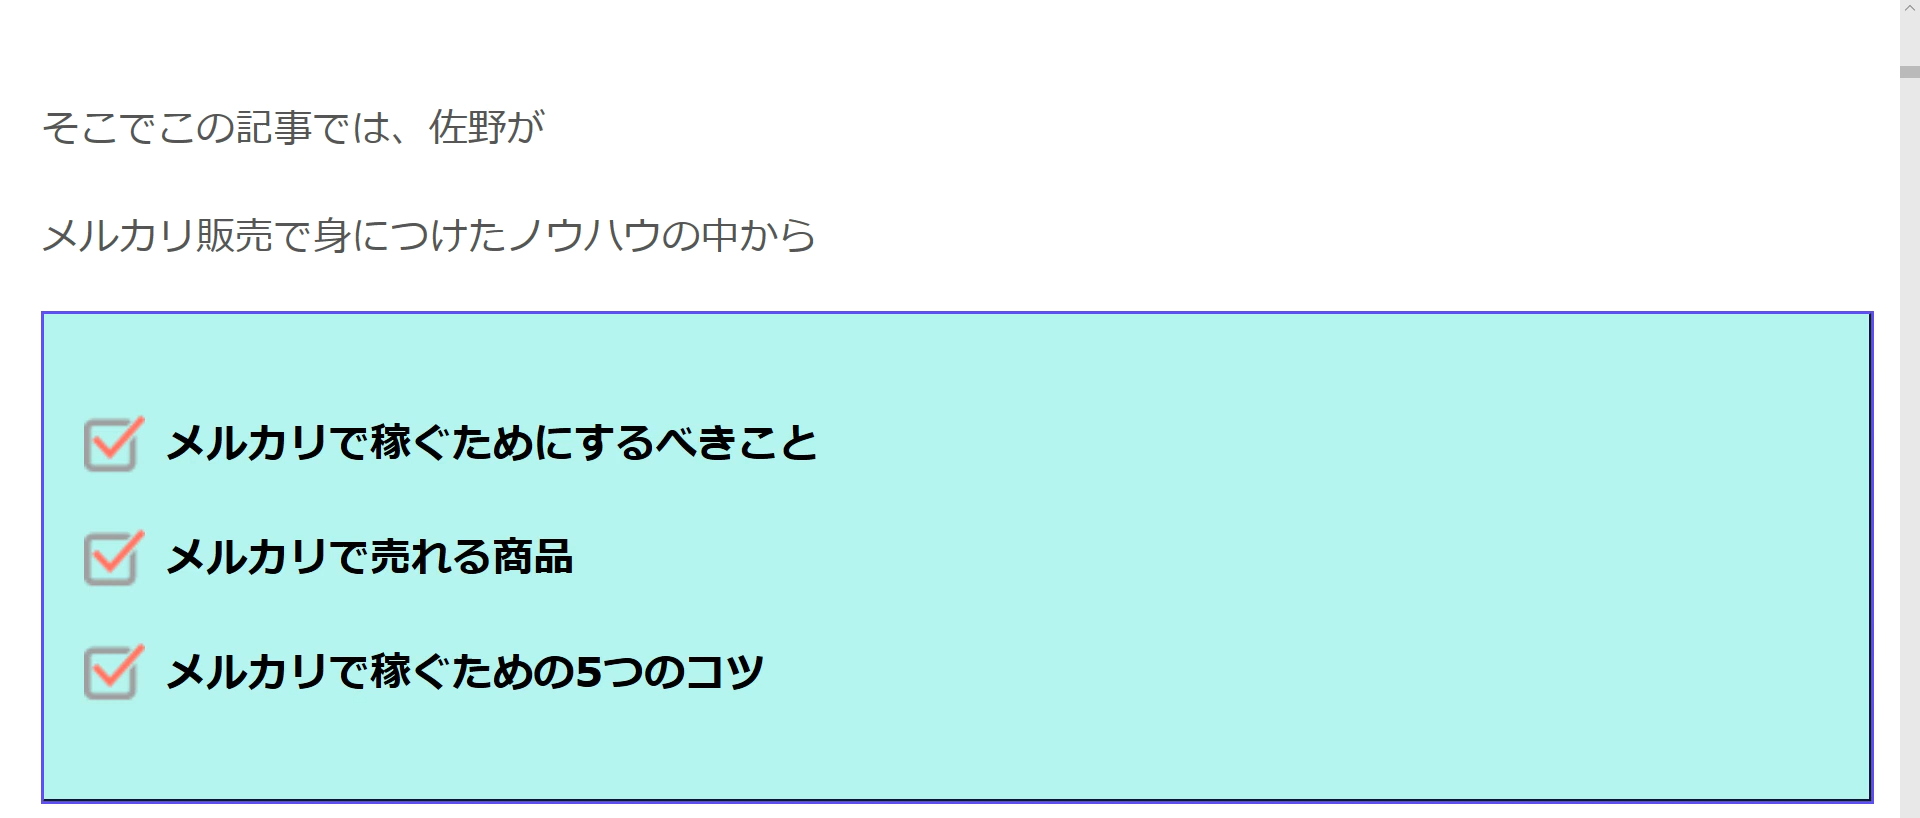 そこでこの記事では、佐野が
メルカリ販売で身につけたノウハウの中から
メルカリで稼ぐためにするべきこと
メルカリで売れる商品
メルカリで稼ぐための5つのコツ